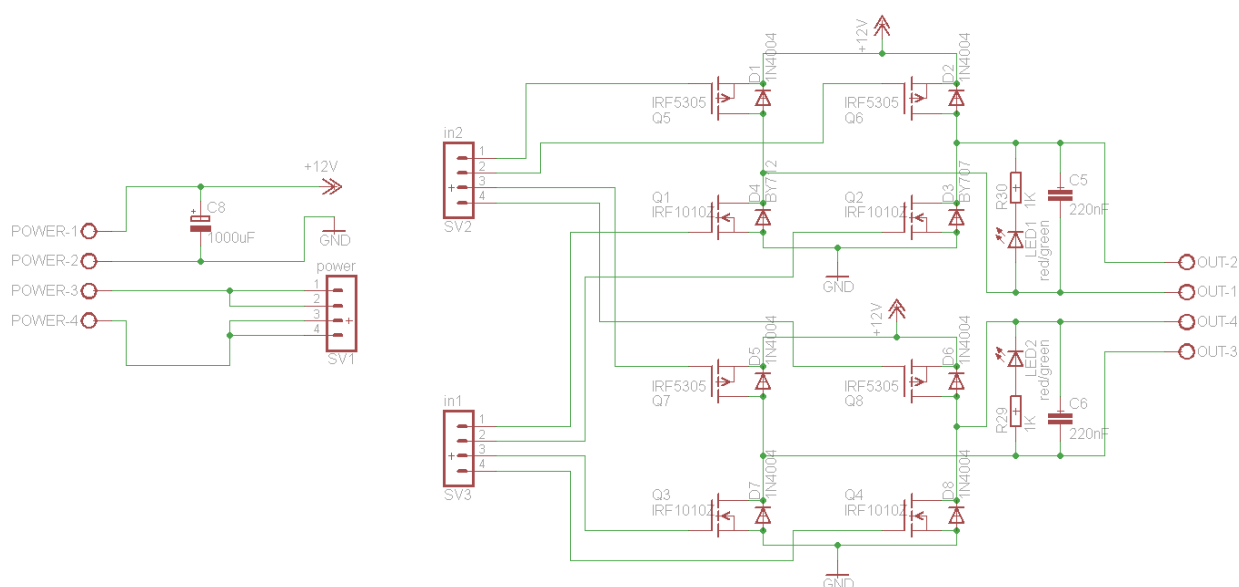 +12V
C8
1000uF
GND
POWER-1
POWER-2
POWER-3
POWER-4
power
1
2
3
4
SV1
in2
1
2
3
4
SV2
in1
1
2
3
4
SV3
+12V
D1
1N4004
IRF5305
Q5
D2
1N4004
IRF5305
Q6
Q1
IRF1010Z
D4
BY712
Q2
IRF1010Z
D3
BY707
GND
R30
1K
LED1
red/green
C5
220nF
OUT-2
OUT-1
OUT-4
OUT-3
+12V
D5
1N4004
IRF5305
Q7
D6
1N4004
IRF5305
Q8
LED2
red/green
R29
1K
C6
220nF
Q3
IRF1010Z
D7
1N4004
Q4
IRF1010Z
D8
1N4004
GND